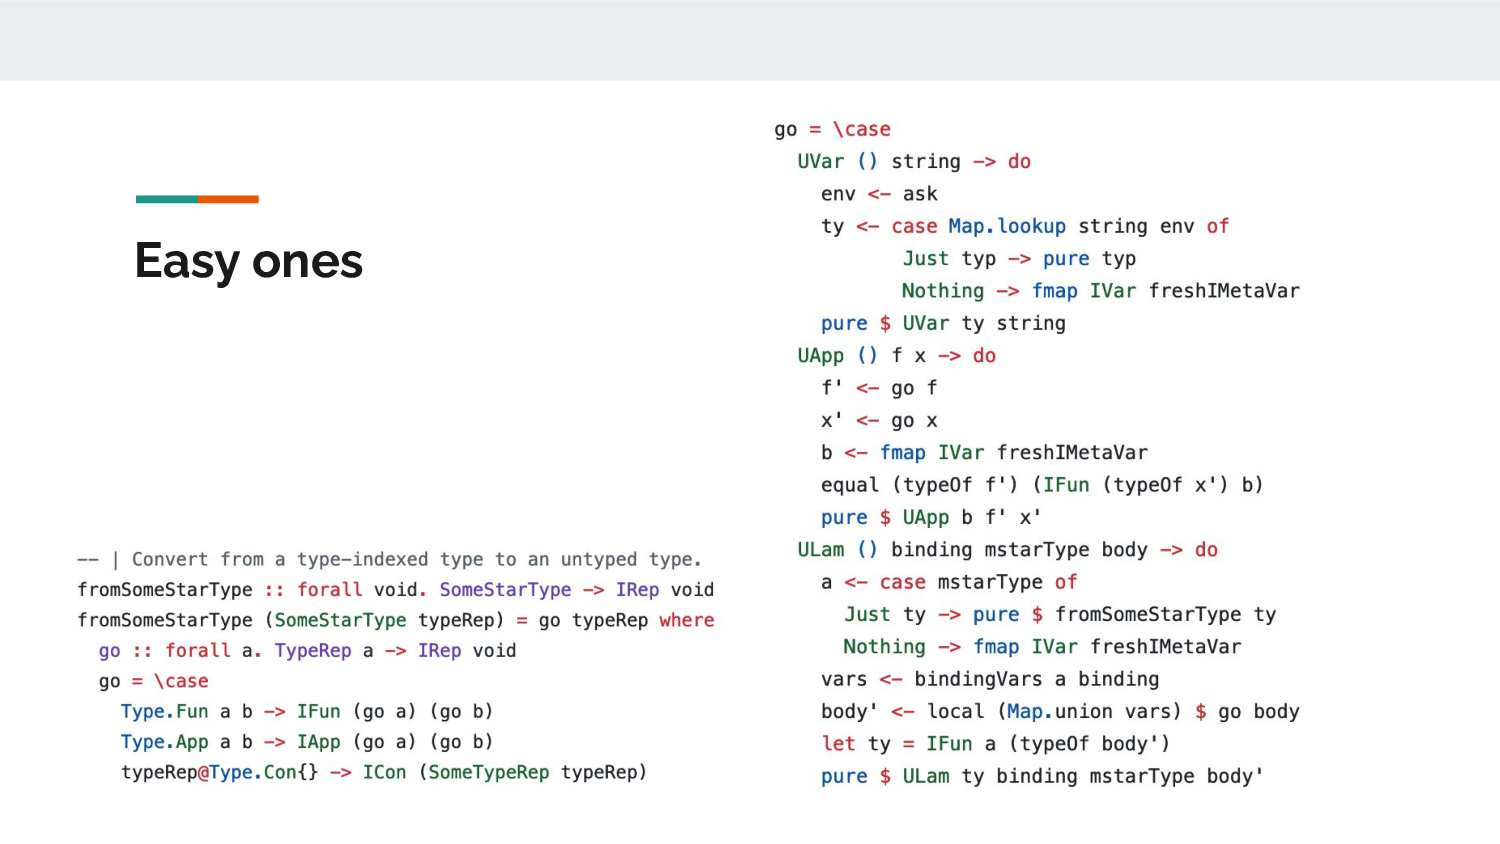 Easy ones
-- | Convert from a type-indexed type to an untyped type.
fromSomeStarType :: forall void. SomeStarType -> IRep void
fromSomeStarType (SomeStarType typeRep) = go typeRep where
  go :: forall a. TypeRep a -> IRep void
  go = \case
    Type.Fun a b -> IFun (go a) (go b)
    Type.App a b -> IApp (go a) (go b)
    typeRep@Type.Con{} -> ICon (SomeTypeRep typeRep)
go = \case
  UVar () string -> do
    env <- ask
    ty <- case Map.lookup string env of
           Just typ -> pure typ
           Nothing -> fmap IVar freshIMetaVar
    pure $ UVar ty string
  UApp () f x -> do
    f' <- go f
    x' <- go x
    b <- fmap IVar freshIMetaVar
    equal (typeOf f') (IFun (typeOf x') b)
    pure $ UApp b f' x'
  ULam () binding mstarType body -> do
    a <- case mstarType of
      Just ty -> pure $ fromSomeStarType ty
      Nothing -> fmap IVar freshIMetaVar
    vars <- bindingVars a binding
    body' <- local (Map.union vars) $ go body
    let ty = IFun a (typeOf body')
    pure $ ULam ty binding mstarType body'